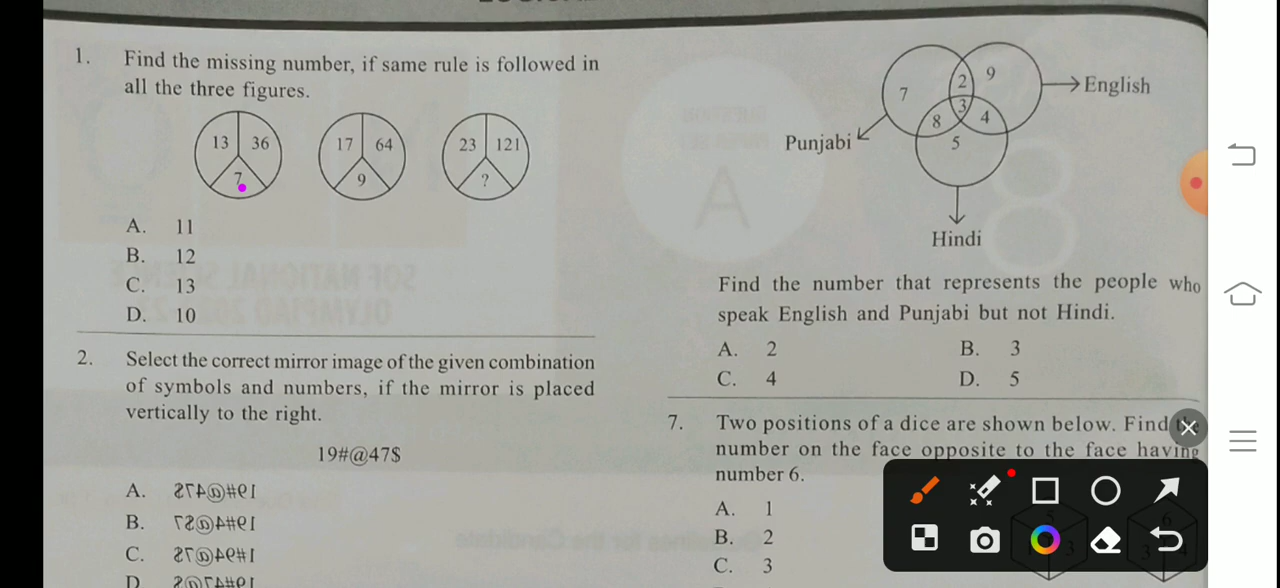 1. Find the missing number, if same rule is followed in
all the three figures.
13 36 7
17 64 9
23 121 ?
A. 11
B. 12
C. 13
D. 10
2. Select the correct mirror image of the given combination
of symbols and numbers, if the mirror is placed
vertically to the right.
19#@47$
A.
B.
C.
D.
7 2 9
3
8 4
5
English
Punjabi
Hindi
Find the number that represents the people who
speak English and Punjabi but not Hindi.
A. 2 B. 3
C. 4 D. 5
7. Two positions of a dice are shown below. Find
number on the face opposite to the face having
number 6.
A. 1
B. 2
C. 3